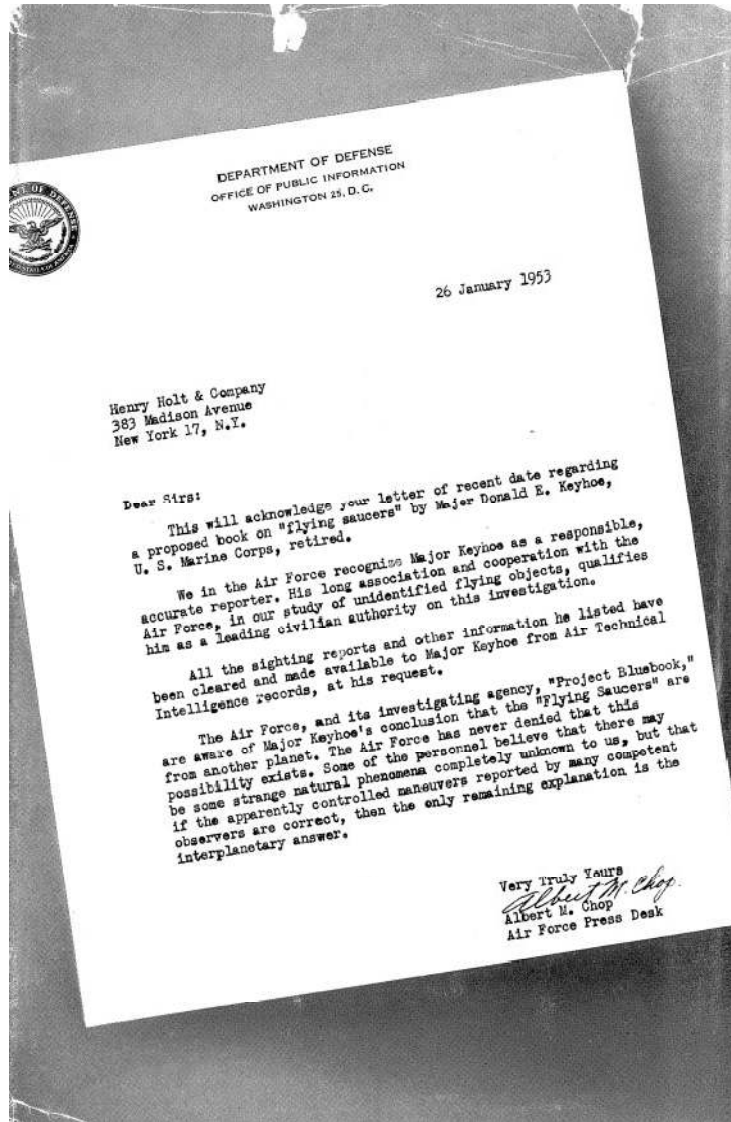 DEPARTMENT OF DEFENSE
OFFICE OF PUBLIC INFORMATION
WASHINGTON 25, D. C.
26 January 1953
Henry Holt & Company
383 Madison Avenue
New York 17, N.Y.
Dear Sirs:
This will acknowledge your letter of recent date regarding
a proposed book on "flying saucers" by Major Donald E. Keyhoe,
U. S. Marine Corps, retired.
We in the Air Force recognize Major Keyhoe as a responsible,
accurate reporter. His long association and cooperation with the
Air Force, in our study of unidentified flying objects, qualifies
him as a leading civilian authority on this investigation.
All the sighting reports and other information he listed have
been cleared and made available to Major Keyhoe from Air Technical
Intelligence records, at his request.
The Air Force, and its investigating agency, "Project Bluebook,"
are aware of Major Keyhoe's conclusion that the "Flying Saucers" are
from another planet. The Air Force has never denied that this
possibility exists. Some of the personnel believe that there may
be some strange natural phenomena completely unknown to us, but that
if the apparently controlled maneuvers reported by many competent
observers are correct, then the only remaining explanation is the
interplanetary answer.
Very Truly Yours
Albert M. Chop.
Albert M. Chop
Air Force Press Desk